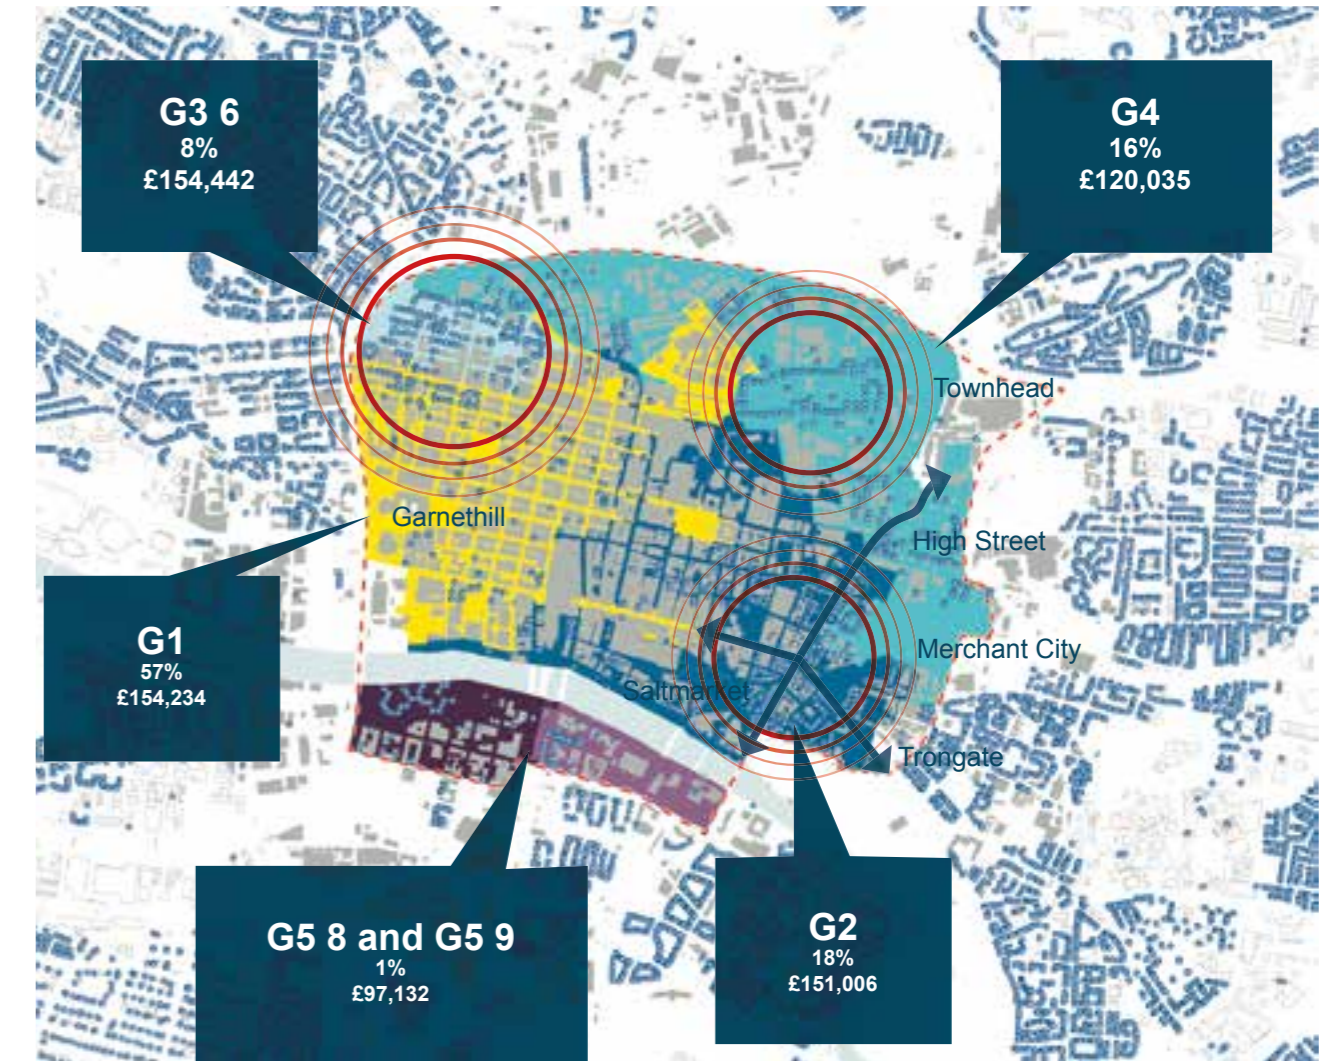 G3 6
8%
£154,442
G4
16%
£120,035
Townhead
Garnethill
High Street
G1
57%
£154,234
Merchant City
Saltmarket
Trongate
G5 8 and G5 9
1%
£97,132
G2
18%
£151,006